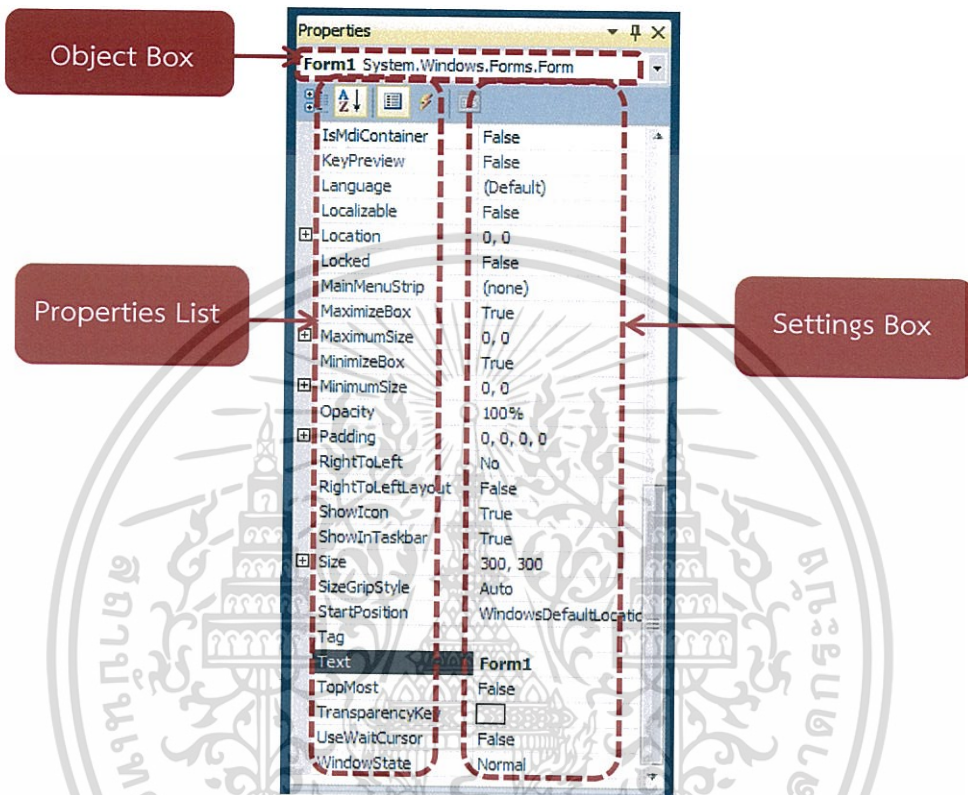 Object Box
Properties
Form1 System.Windows.Forms.Form
IsMdiContainer False
KeyPreview False
Language (Default)
Localizable False
Location 0, 0
Locked False
MainMenuStrip (none)
MaximizeBox True
MaximumSize 0, 0
MinimizeBox True
MinimumSize 0, 0
Opacity 100%
Padding 0, 0, 0, 0
RightToLeft No
RightToLeftLayout False
ShowIcon True
ShowInTaskbar True
Size 300, 300
SizeGripStyle Auto
StartPosition WindowsDefaultLocatio
Tag
Text Form1
TopMost False
TransparencyKey
UseWaitCursor False
WindowState Normal
Properties List
Settings Box